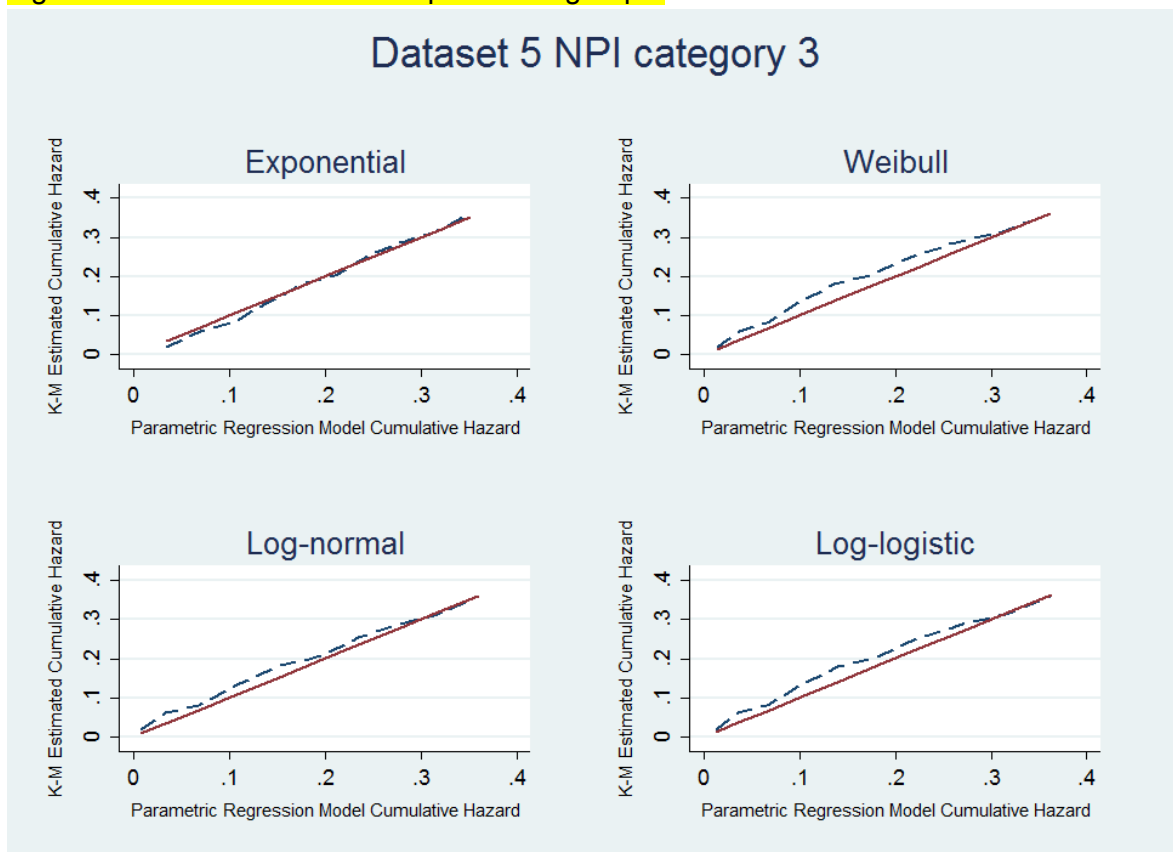 Dataset 5 NPI category 3
Exponential
K-M Estimated Cumulative Hazard
.4
.3
.2
.1
0
0 .1 .2 .3 .4
Parametric Regression Model Cumulative Hazard
Weibull
K-M Estimated Cumulative Hazard
.4
.3
.2
.1
0
0 .1 .2 .3 .4
Parametric Regression Model Cumulative Hazard
Log-normal
K-M Estimated Cumulative Hazard
.4
.3
.2
.1
0
0 .1 .2 .3 .4
Parametric Regression Model Cumulative Hazard
Log-logistic
K-M Estimated Cumulative Hazard
.4
.3
.2
.1
0
0 .1 .2 .3 .4
Parametric Regression Model Cumulative Hazard